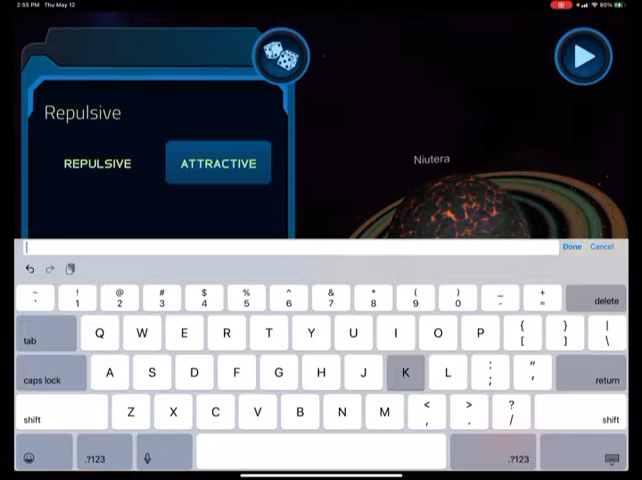 2:55 PM Thu May 12
80%
Repulsive
REPULSIVE ATTRACTIVE
Niutera
Done Cancel
~ ! @ # $ % ^ & * ( ) _ +
` 1 2 3 4 5 6 7 8 9 0 - = delete
tab Q W E R T Y U I O P { [ } ] | \
caps lock A S D F G H J K L : ; " ' return
shift Z X C V B N M < , > . ? / shift
.?123 .?123